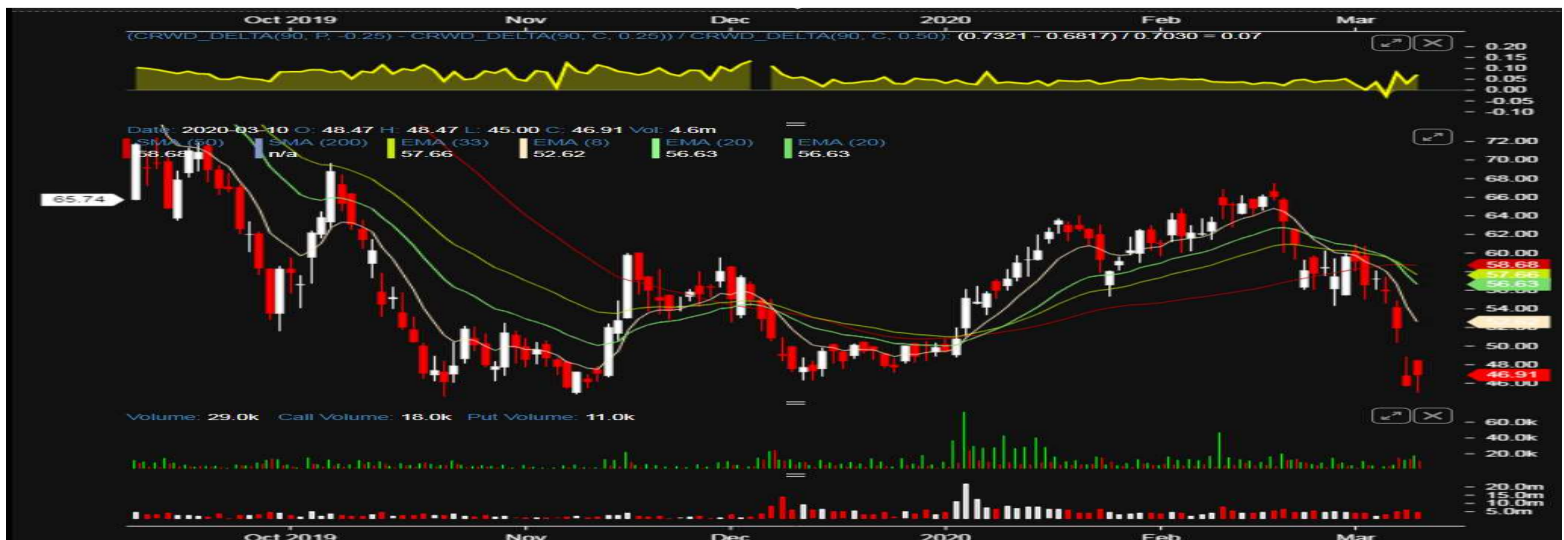 Oct 2019 Nov Dec 2020 Feb Mar
(CRWD_DELTA(90, P, -0.25) - CRWD_DELTA(90, C, 0.25)) / CRWD_DELTA(90, C, 0.50): (0.7321 - 0.6817) / 0.7030 = 0.07
0.20
0.15
0.10
0.05
0.00
-0.05
-0.10
Date: 2020-03-10 O: 48.47 H: 48.47 L: 45.00 C: 46.91 Vol: 4.6m
SMA (50) SMA (200) EMA (33) EMA (8) EMA (20) EMA (20)
58.68 n/a 57.66 52.62 56.63 56.63
72.00
70.00
68.00
65.74
66.00
64.00
62.00
60.00
58.68
57.66
56.63
54.00
50.00
48.00
46.91
46.00
Volume: 29.0k Call Volume: 18.0k Put Volume: 11.0k
60.0k
40.0k
20.0k
20.0m
15.0m
10.0m
5.0m
Oct 2019 Nov Dec 2020 Feb Mar